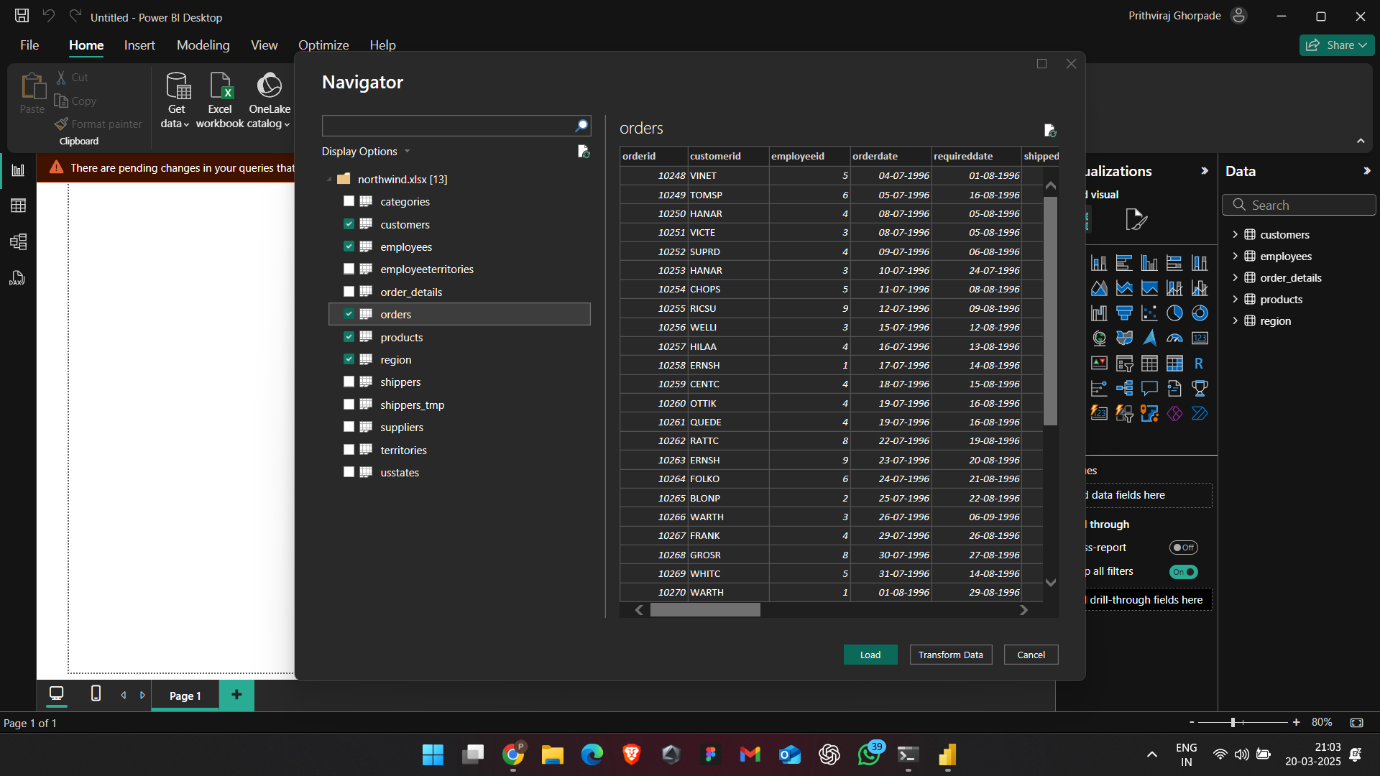 Untitled - Power BI Desktop
Prithviraj Ghorpade
File Home Insert Modeling View Optimize Help
Share
Paste
Cut
Copy
Format painter
Clipboard
Get data
Excel workbook
OneLake catalog
There are pending changes in your queries that
Navigator
Display Options
northwind.xlsx [13]
categories
customers
employees
employeeterritories
order_details
orders
products
region
shippers
shippers_tmp
suppliers
territories
usstates
orders
orderid customerid employeeid orderdate requireddate shipped
10248 VINET 5 04-07-1996 01-08-1996
10249 TOMSP 6 05-07-1996 16-08-1996
10250 HANAR 4 08-07-1996 05-08-1996
10251 VICTE 3 08-07-1996 05-08-1996
10252 SUPRD 4 09-07-1996 06-08-1996
10253 HANAR 3 10-07-1996 24-07-1996
10254 CHOPS 5 11-07-1996 08-08-1996
10255 RICSU 9 12-07-1996 09-08-1996
10256 WELLI 3 15-07-1996 12-08-1996
10257 HILAA 4 16-07-1996 13-08-1996
10258 ERNSH 1 17-07-1996 14-08-1996
10259 CENTC 4 18-07-1996 15-08-1996
10260 OTTIK 4 19-07-1996 16-08-1996
10261 QUEDE 4 19-07-1996 16-08-1996
10262 RATTC 8 22-07-1996 19-08-1996
10263 ERNSH 9 23-07-1996 20-08-1996
10264 FOLKO 6 24-07-1996 21-08-1996
10265 BLONP 2 25-07-1996 22-08-1996
10266 WARTH 3 26-07-1996 06-09-1996
10267 FRANK 4 29-07-1996 26-08-1996
10268 GROSR 8 30-07-1996 27-08-1996
10269 WHITC 5 31-07-1996 14-08-1996
10270 WARTH 1 01-08-1996 29-08-1996
Load Transform Data Cancel
ualizations
d visual
es
d data fields here
l through
ss-report Off
p all filters On
l drill-through fields here
Data
Search
customers
employees
order_details
products
region
Page 1
Page 1 of 1
80%
39
ENG
IN
21:03
20-03-2025